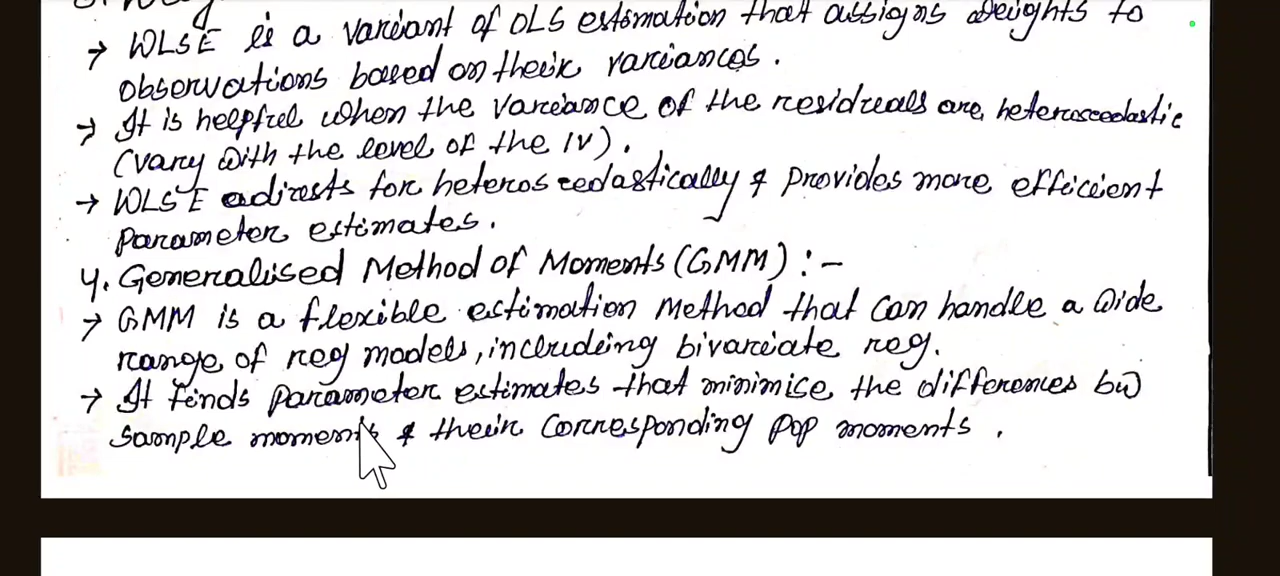 → WLSE is a variant of OLS estimation that assigns weights to
observations based on their variances.
→ It is helpful when the variance of the residuals are heteroscedastic
(vary with the level of the IV).
→ WLSE adjusts for heteroscedastically & provides more efficient
parameter estimates.
4. Generalised Method of Moments (GMM) :-
→ GMM is a flexible estimation method that can handle a wide
range of reg models, including bivariate reg.
→ It finds parameter estimates that minimise the differences bw
sample moments & their corresponding pop moments.